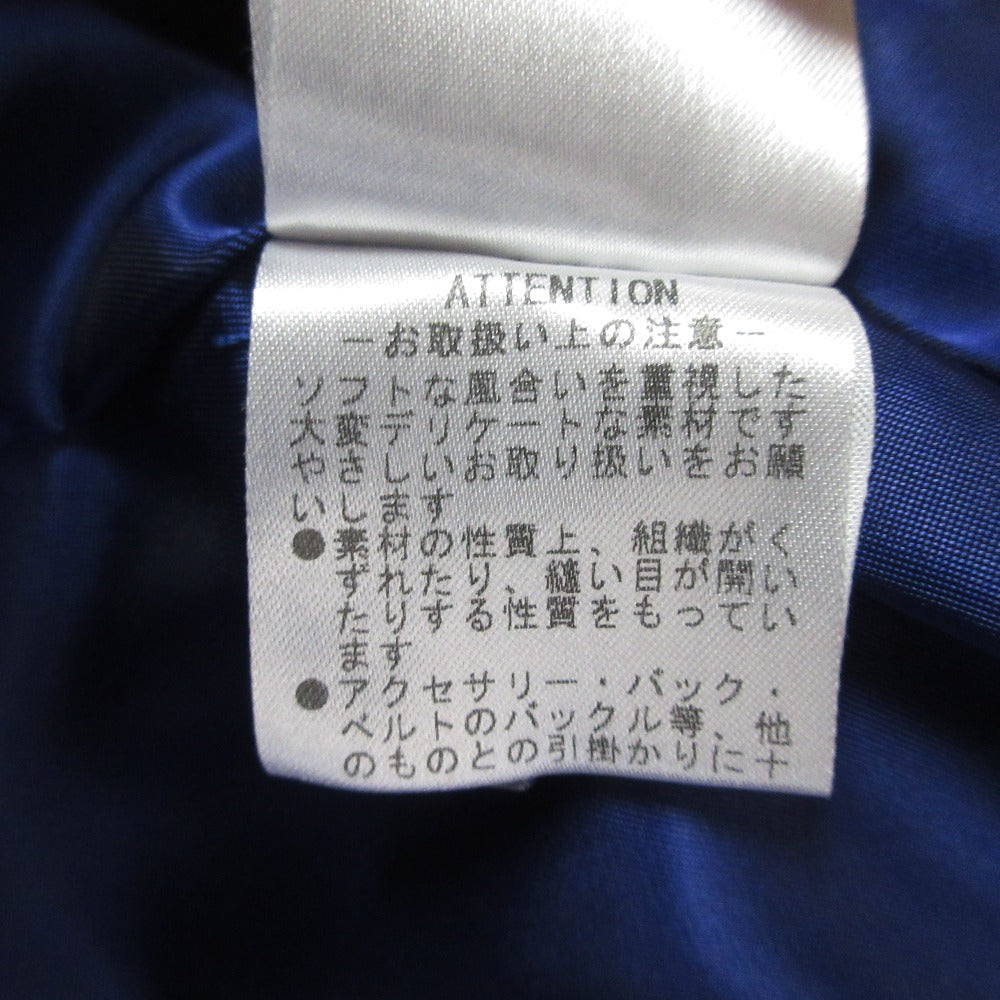 ATTENTION
ーお取扱い上の注意ー
ソフトな風合いを重視した
大変デリケートな素材です
やさしいお取り扱いをお願
いします
●素材の性質上、組織がく
ずれたり、縫い目が開い
たりする性質をもってい
ます
●アクセサリー・バック・
ベルトのバックル等、他
のものとの引掛かりに十